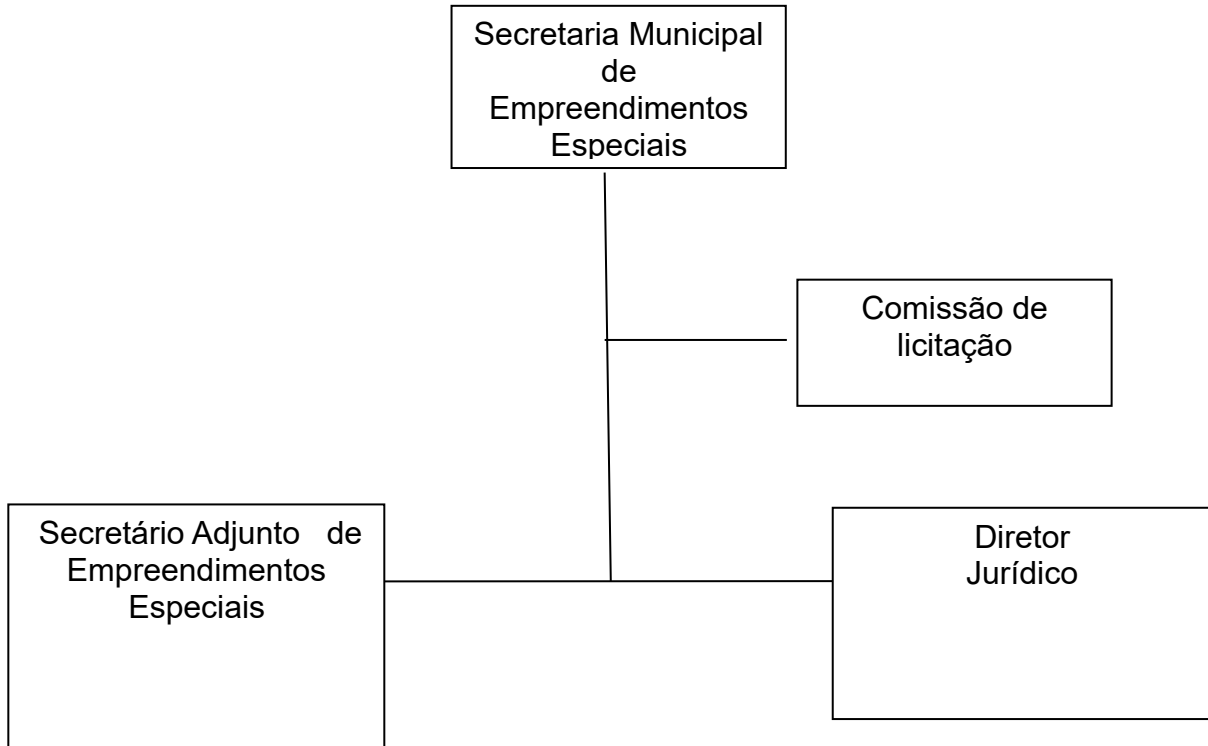 Secretaria Municipal
de
Empreendimentos
Especiais
Comissão de
licitação
Secretário Adjunto de
Empreendimentos
Especiais
Diretor
Jurídico